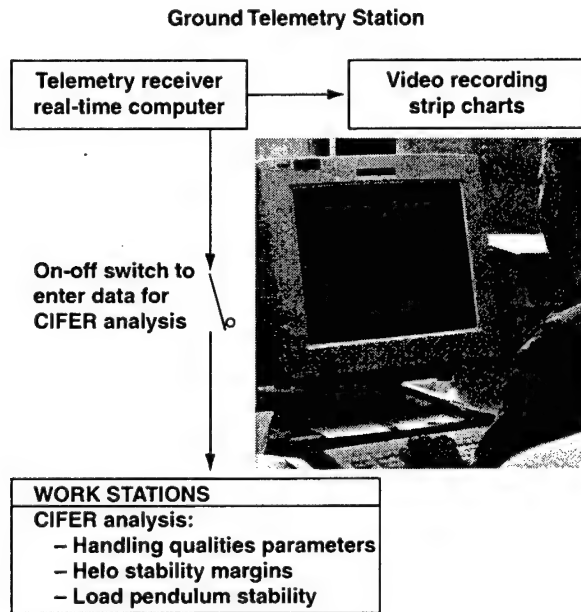 Ground Telemetry Station
Telemetry receiver
real-time computer
Video recording
strip charts
On-off switch to
enter data for
CIFER analysis
WORK STATIONS
CIFER analysis:
– Handling qualities parameters
– Helo stability margins
– Load pendulum stability